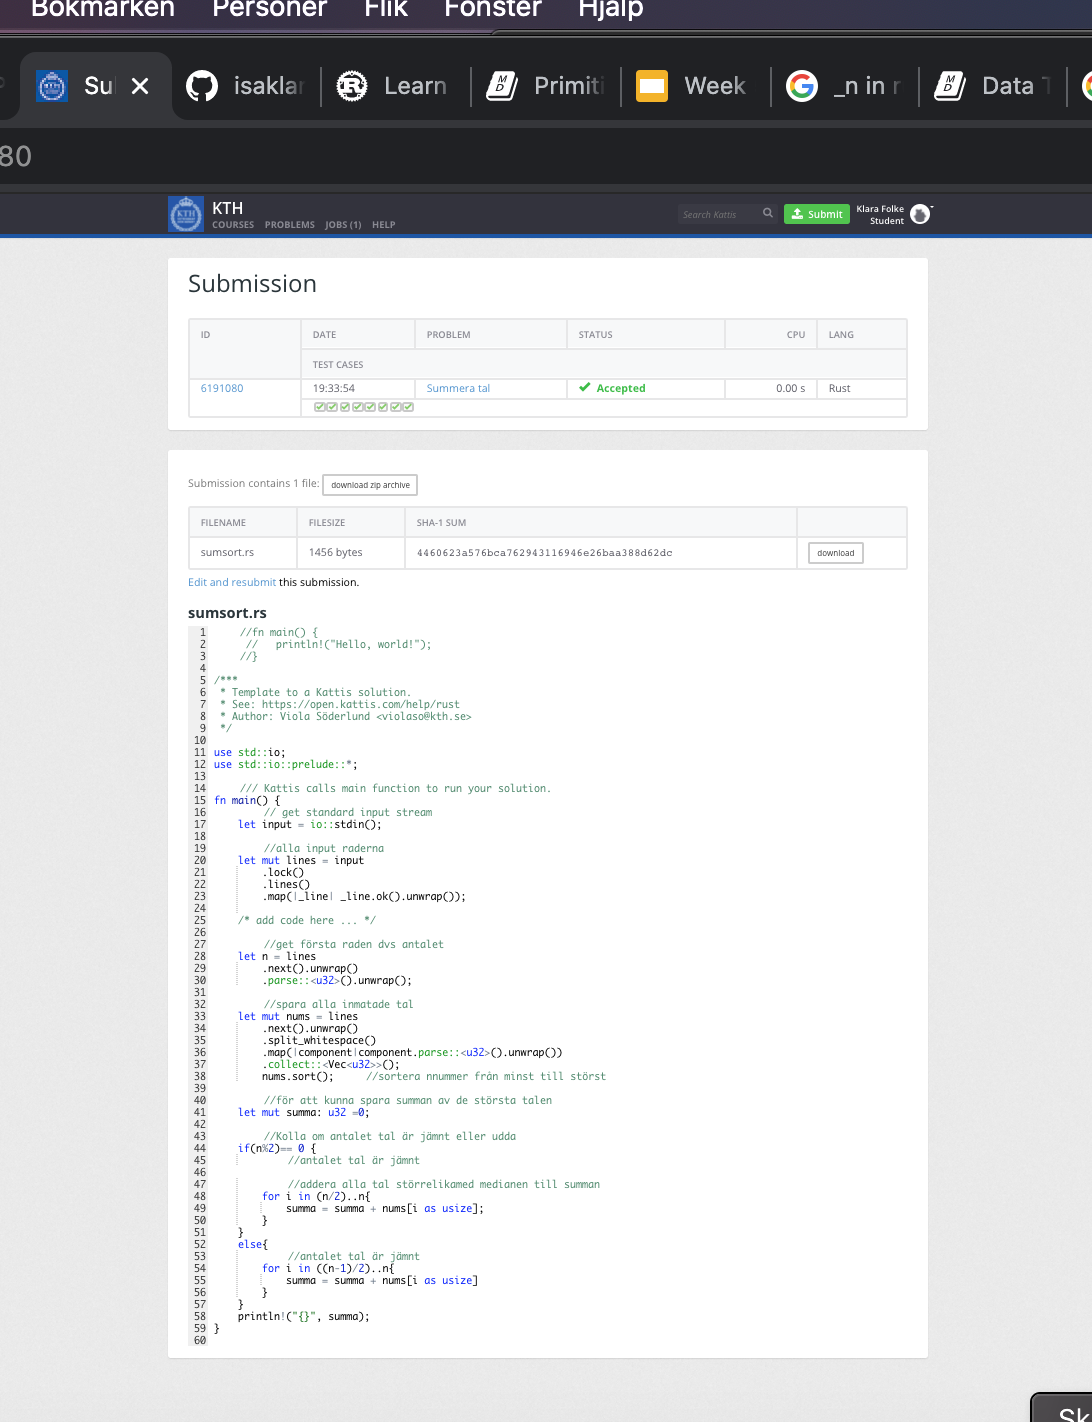 Bokmärken Personer Flik Fönster Hjälp
Su isaklar Learn Primiti Week _n in r Data T
80
KTH
COURSES PROBLEMS JOBS (1) HELP
Search Kattis
Submit
Klara Folke
Student
Submission
ID DATE PROBLEM STATUS CPU LANG
TEST CASES
6191080 19:33:54 Summera tal Accepted 0.00 s Rust
Submission contains 1 file: download zip archive
FILENAME FILESIZE SHA-1 SUM
sumsort.rs 1456 bytes 4460623a576bca762943116946e26baa388d62dc download
Edit and resubmit this submission.
sumsort.rs
1 //fn main() {
2 // println!("Hello, world!");
3 //}
4
5 /***
6 * Template to a Kattis solution.
7 * See: https://open.kattis.com/help/rust
8 * Author: Viola Söderlund <violaso@kth.se>
9 */
10
11 use std::io;
12 use std::io::prelude::*;
13
14 /// Kattis calls main function to run your solution.
15 fn main() {
16 // get standard input stream
17 let input = io::stdin();
18
19 //alla input raderna
20 let mut lines = input
21 .lock()
22 .lines()
23 .map(|_line| _line.ok().unwrap());
24
25 /* add code here ... */
26
27 //get första raden dvs antalet
28 let n = lines
29 .next().unwrap()
30 .parse::<u32>().unwrap();
31
32 //spara alla inmatade tal
33 let mut nums = lines
34 .next().unwrap()
35 .split_whitespace()
36 .map(|component|component.parse::<u32>().unwrap())
37 .collect::<Vec<u32>>();
38 nums.sort(); //sortera nnummer från minst till störst
39
40 //för att kunna spara summan av de största talen
41 let mut summa: u32 =0;
42
43 //Kolla om antalet tal är jämnt eller udda
44 if(n%2)== 0 {
45 //antalet tal är jämnt
46
47 //addera alla tal störrelikamed medianen till summan
48 for i in (n/2)..n{
49 summa = summa + nums[i as usize];
50 }
51 }
52 else{
53 //antalet tal är jämnt
54 for i in ((n-1)/2)..n{
55 summa = summa + nums[i as usize]
56 }
57 }
58 println!("{}", summa);
59 }
60
Sk